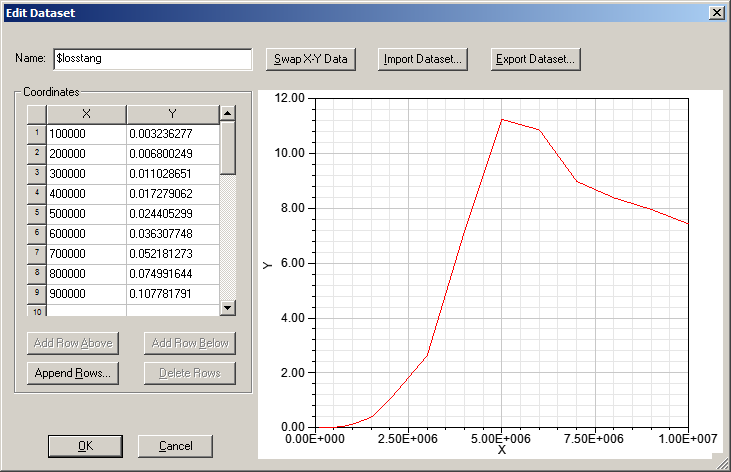 Edit Dataset
Name: $losstang Swap X-Y Data Import Dataset... Export Dataset...
Coordinates
X Y
1 100000 0.003236277
2 200000 0.006800249
3 300000 0.011028651
4 400000 0.017279062
5 500000 0.024405299
6 600000 0.036307748
7 700000 0.052181273
8 800000 0.074991644
9 900000 0.107781791
10
Add Row Above Add Row Below
Append Rows... Delete Rows
OK Cancel
12.00
10.00
8.00
6.00
4.00
2.00
0.00
Y
0.00E+000 2.50E+006 5.00E+006 7.50E+006 1.00E+007
X